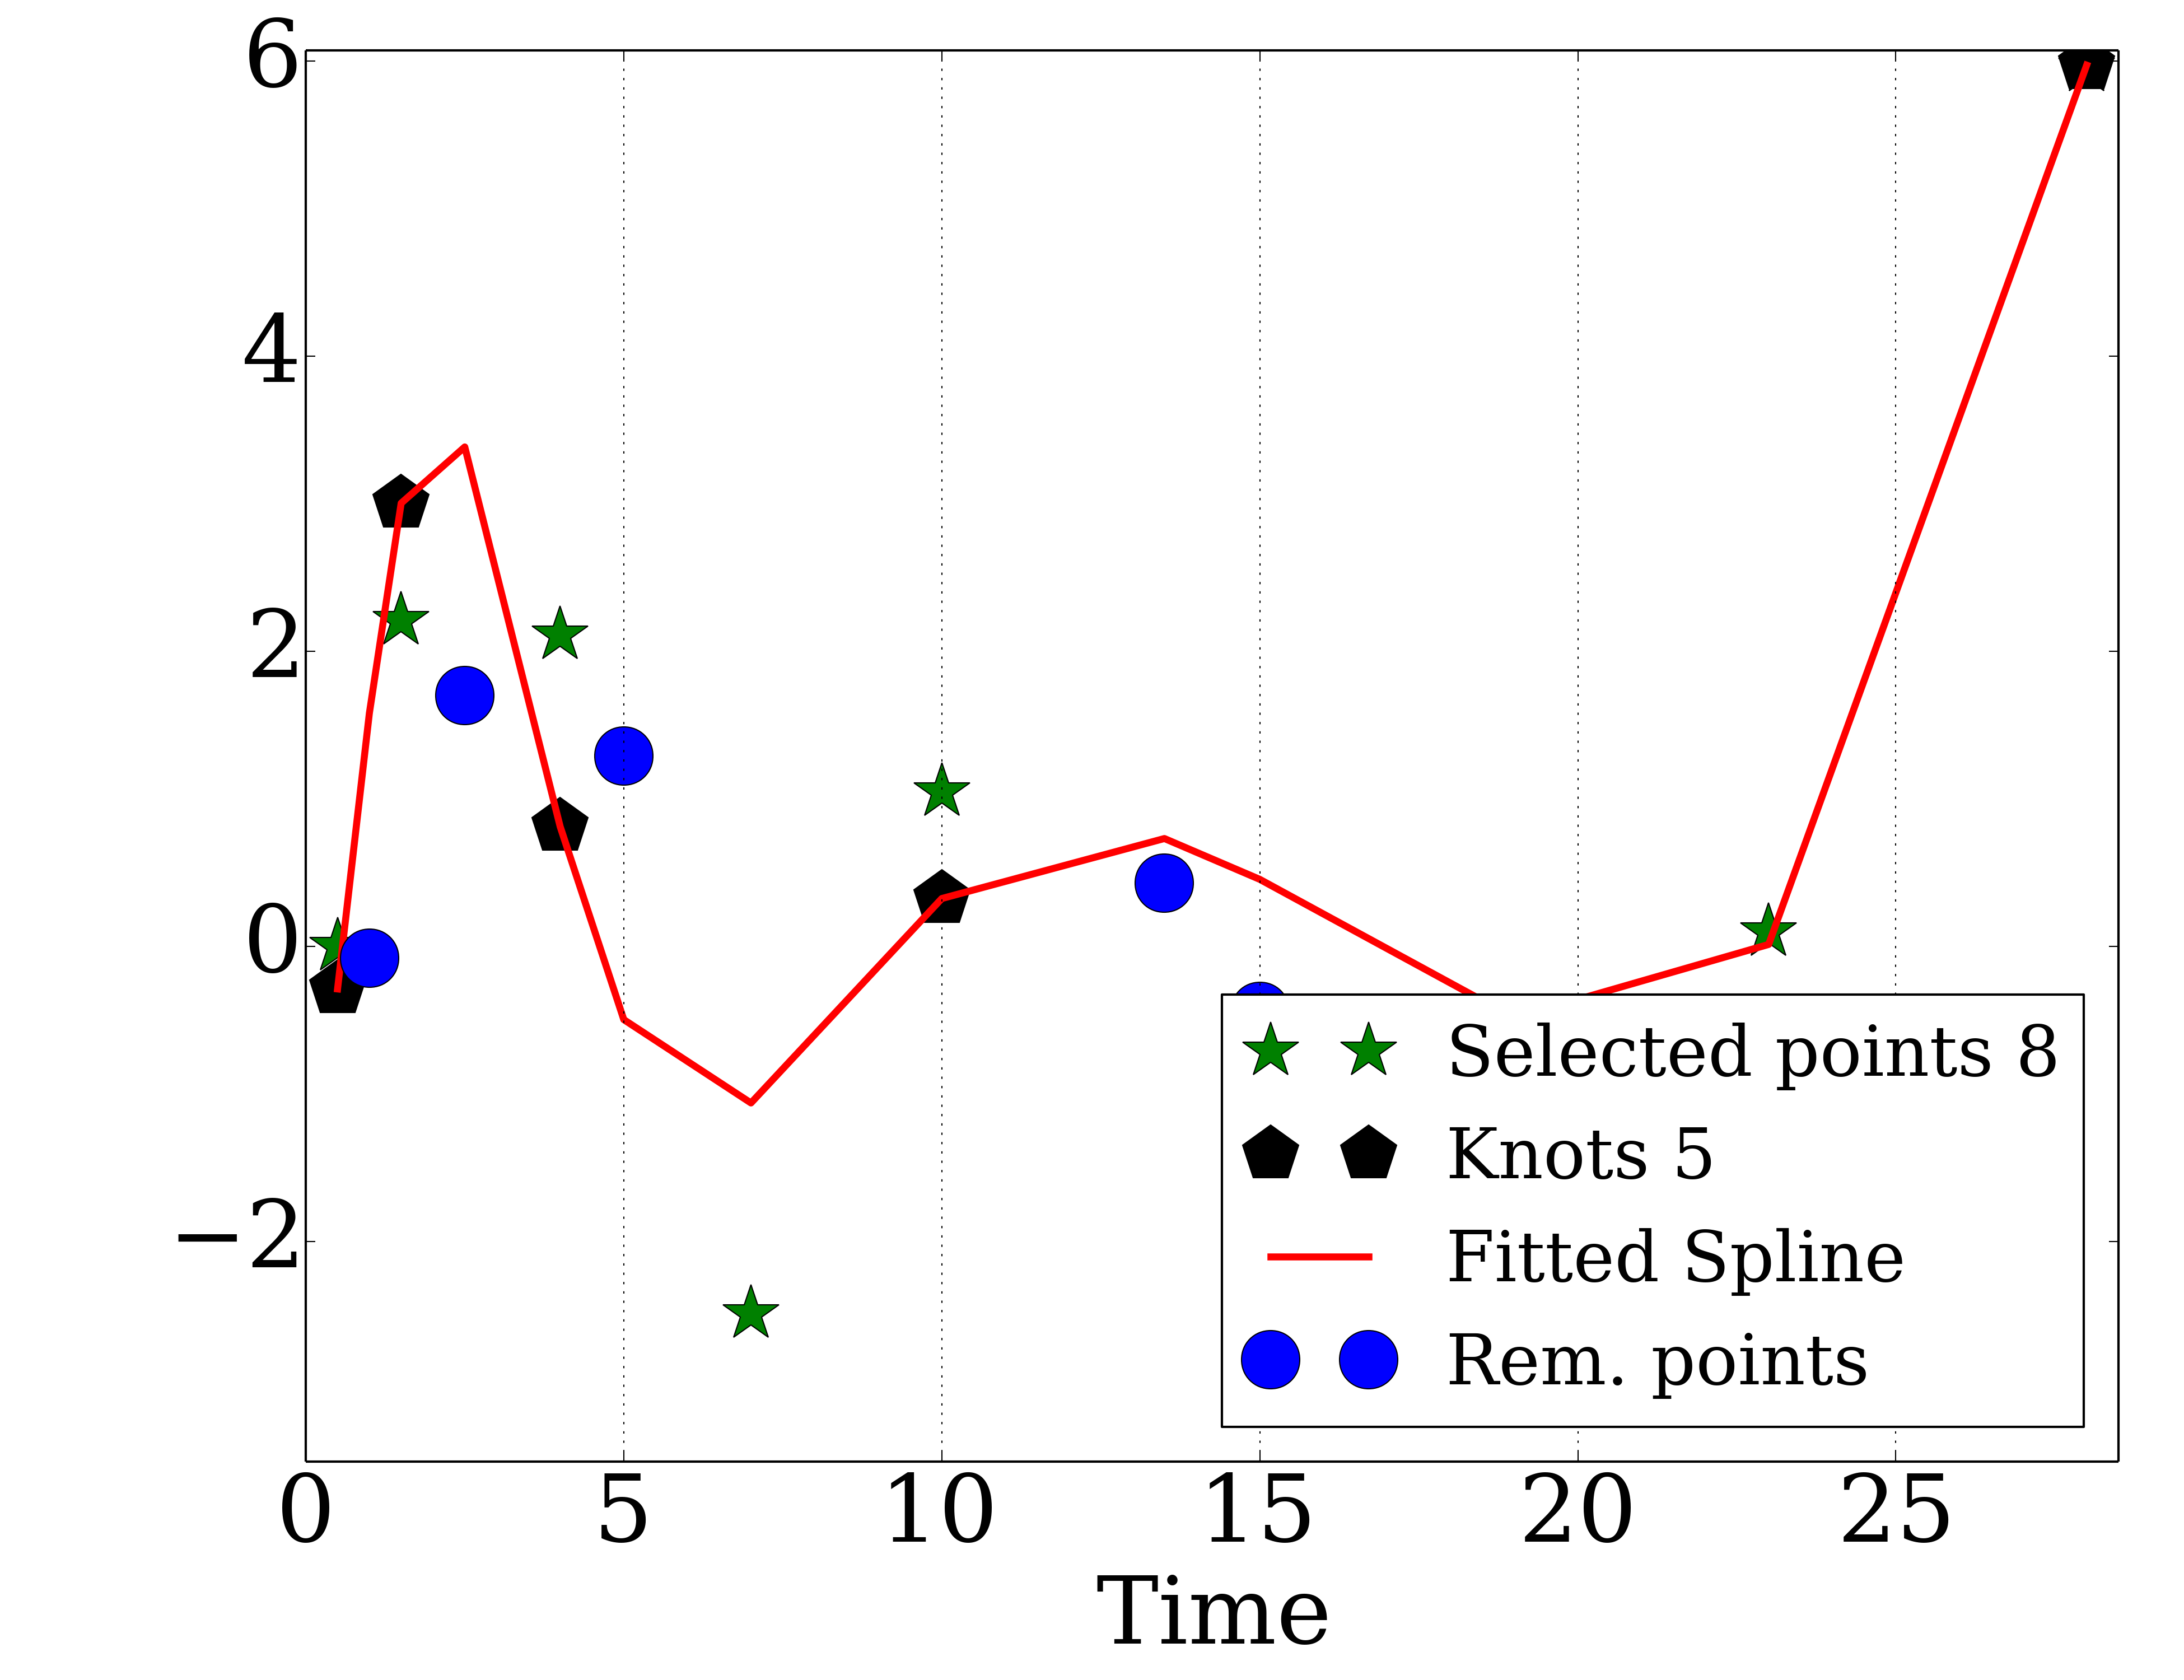 6
4
2
0
−2
Selected points 8
Knots 5
Fitted Spline
Rem. points
0 5 10 15 20 25
Time